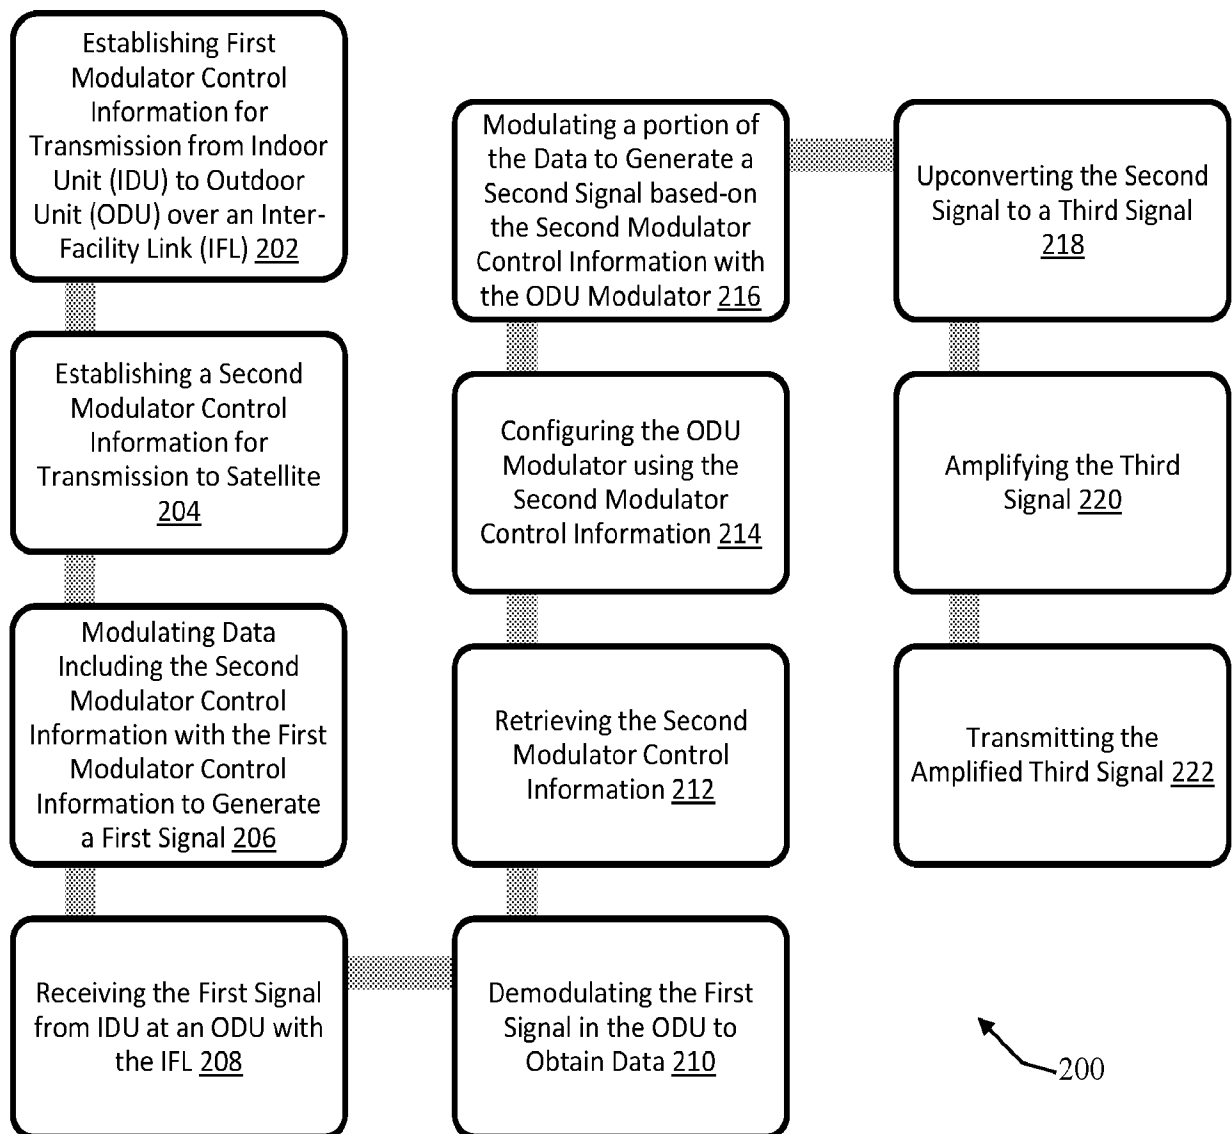 Establishing First
Modulator Control
Information for
Transmission from Indoor
Unit (IDU) to Outdoor
Unit (ODU) over an Inter-
Facility Link (IFL) 202
Establishing a Second
Modulator Control
Information for
Transmission to Satellite
204
Modulating Data
Including the Second
Modulator Control
Information with the First
Modulator Control
Information to Generate
a First Signal 206
Receiving the First Signal
from IDU at an ODU with
the IFL 208
Demodulating the First
Signal in the ODU to
Obtain Data 210
Retrieving the Second
Modulator Control
Information 212
Configuring the ODU
Modulator using the
Second Modulator
Control Information 214
Modulating a portion of
the Data to Generate a
Second Signal based-on
the Second Modulator
Control Information with
the ODU Modulator 216
Upconverting the Second
Signal to a Third Signal
218
Amplifying the Third
Signal 220
Transmitting the
Amplified Third Signal 222
200